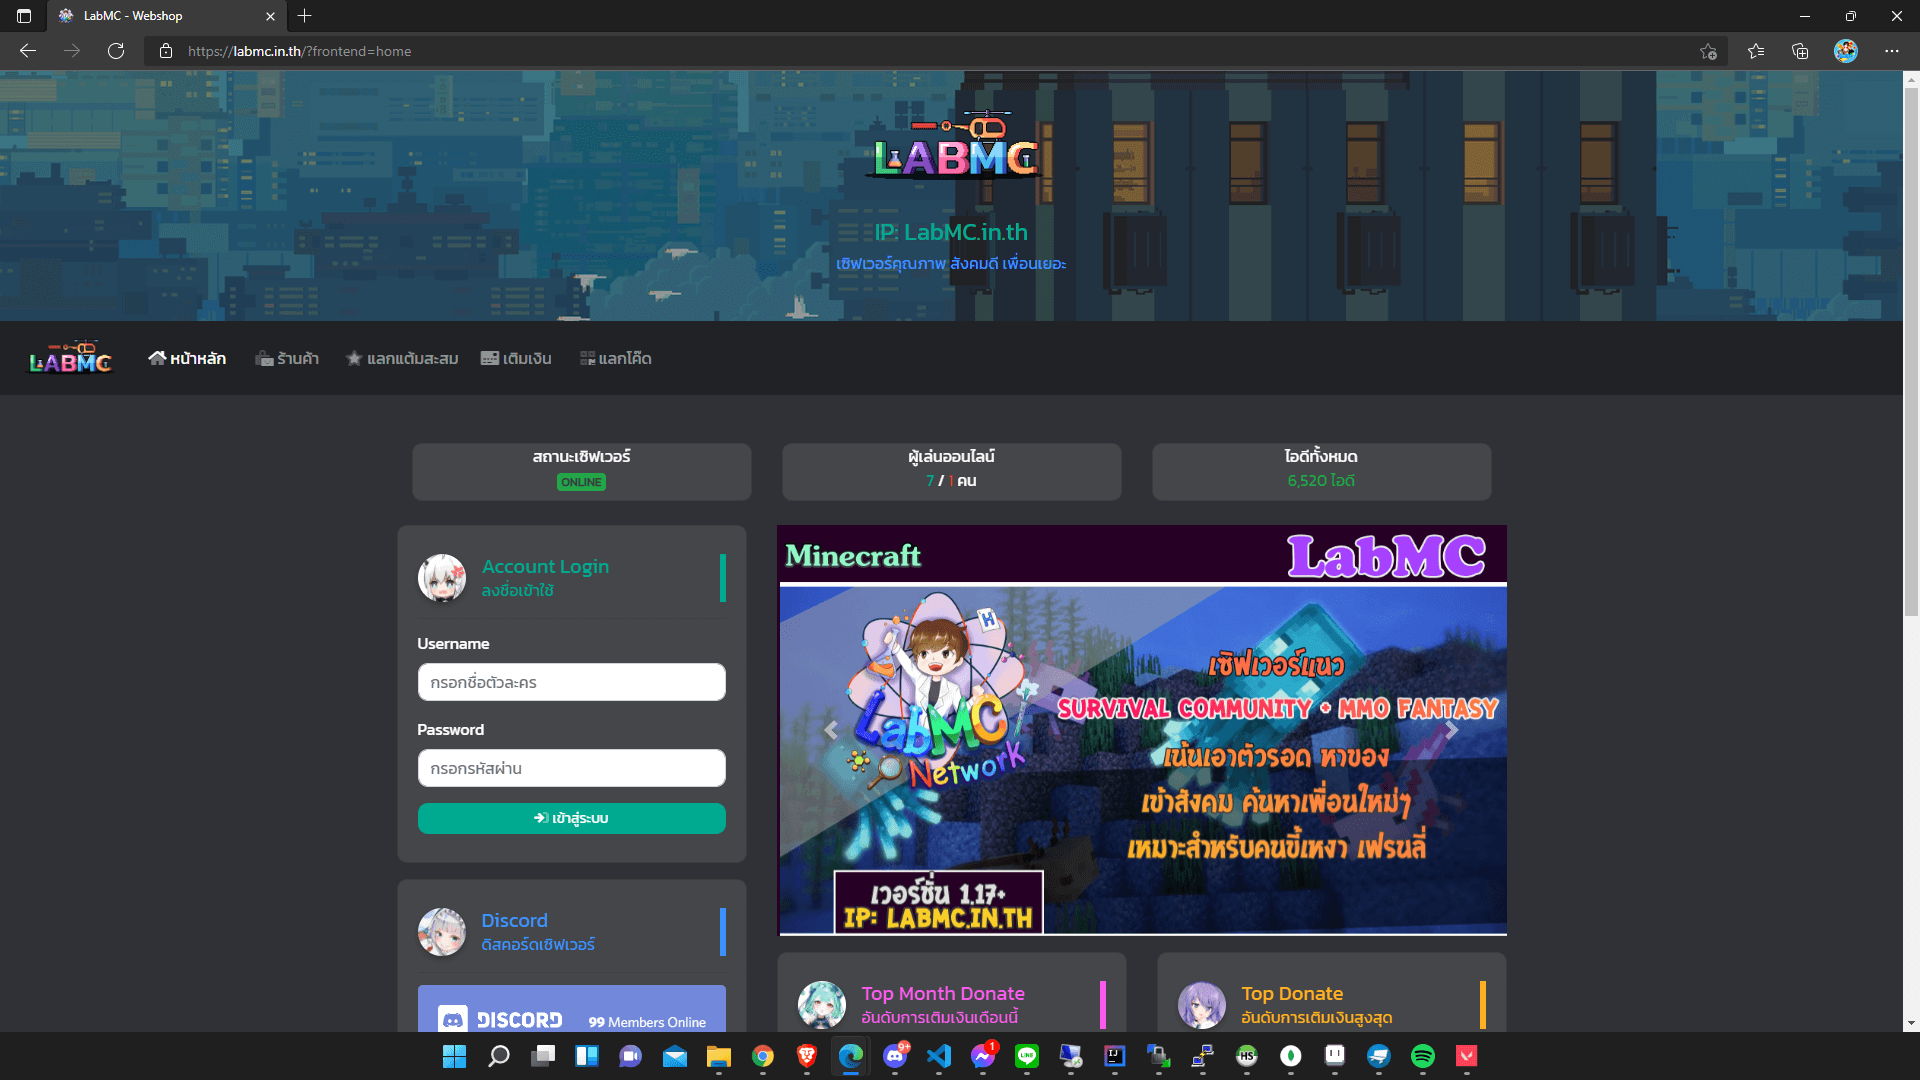 LabMC - Webshop
https://labmc.in.th/?frontend=home
LABMC
IP: LabMC.in.th
เซิฟเวอร์คุณภาพ สังคมดี เพื่อนเยอะ
LABMC
หน้าหลัก
ร้านค้า
แลกแต้มสะสม
เติมเงิน
แลกโค๊ด
สถานะเซิฟเวอร์
ONLINE
ผู้เล่นออนไลน์
7 / 1 คน
ไอดีทั้งหมด
6,520 ไอดี
Account Login
ลงชื่อเข้าใช้
Username
กรอกชื่อตัวละคร
Password
กรอกรหัสผ่าน
เข้าสู่ระบบ
Discord
ดิสคอร์ดเซิฟเวอร์
DISCORD
99 Members Online
Minecraft
LabMC
H
LabMC
Network
เซิฟเวอร์แนว
SURVIVAL COMMUNITY + MMO FANTASY
เน้นเอาตัวรอด หาของ
เข้าสังคม ค้นหาเพื่อนใหม่ๆ
เหมาะสำหรับคนขี้เหงา เฟรนลี่
เวอร์ชั่น 1.17+
IP: LABMC.IN.TH
Top Month Donate
อันดับการเติมเงินเดือนนี้
Top Donate
อันดับการเติมเงินสูงสุด
9+
1
LINE
IJ
HS